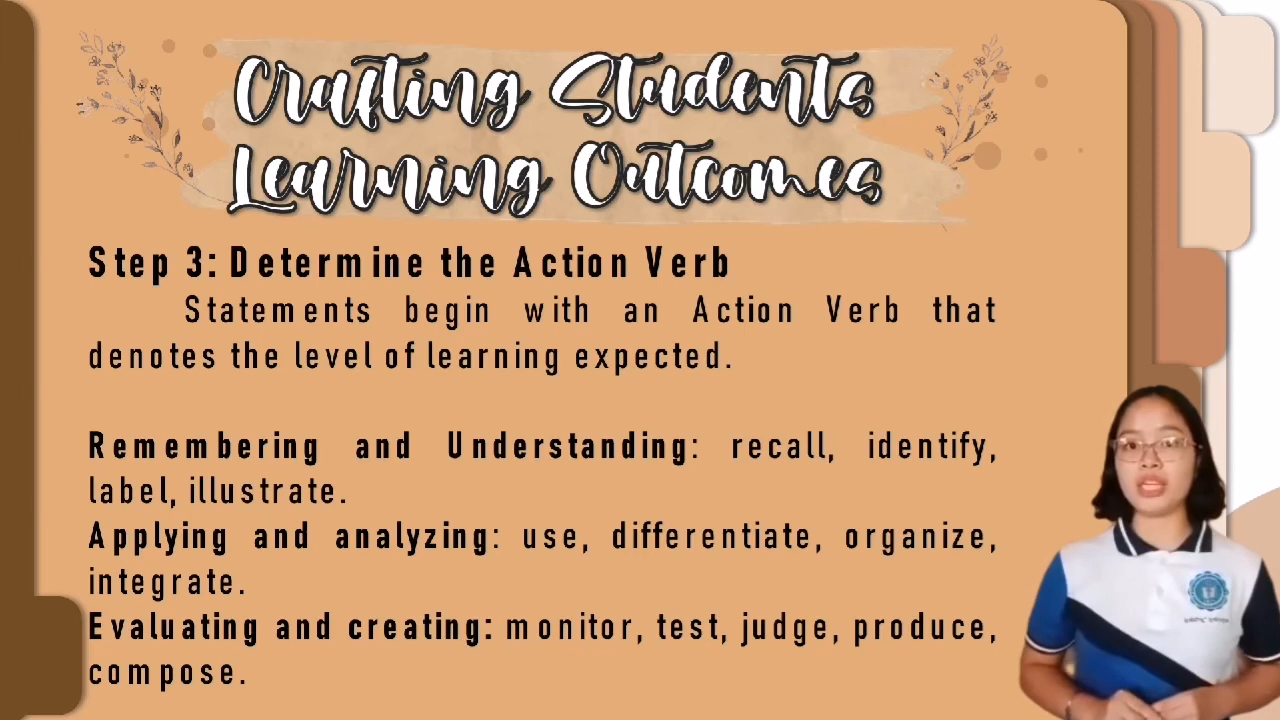 Crafting Students
Learning Outcomes
Step 3: Determine the Action Verb
Statements begin with an Action Verb that
denotes the level of learning expected.
Remembering and Understanding: recall, identify,
label, illustrate.
Applying and analyzing: use, differentiate, organize,
integrate.
Evaluating and creating: monitor, test, judge, produce,
compose.